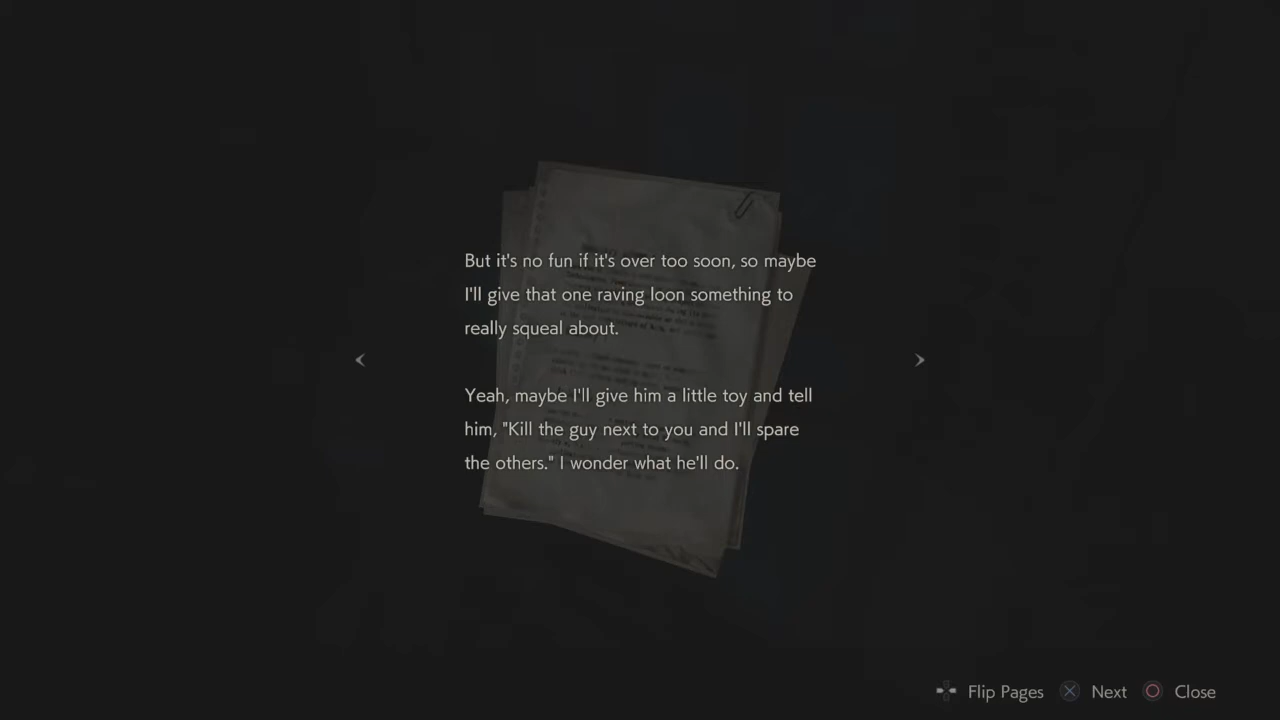 But it's no fun if it's over too soon, so maybe
I'll give that one raving loon something to
really squeal about.
Yeah, maybe I'll give him a little toy and tell
him, "Kill the guy next to you and I'll spare
the others." I wonder what he'll do.
Flip Pages Next Close